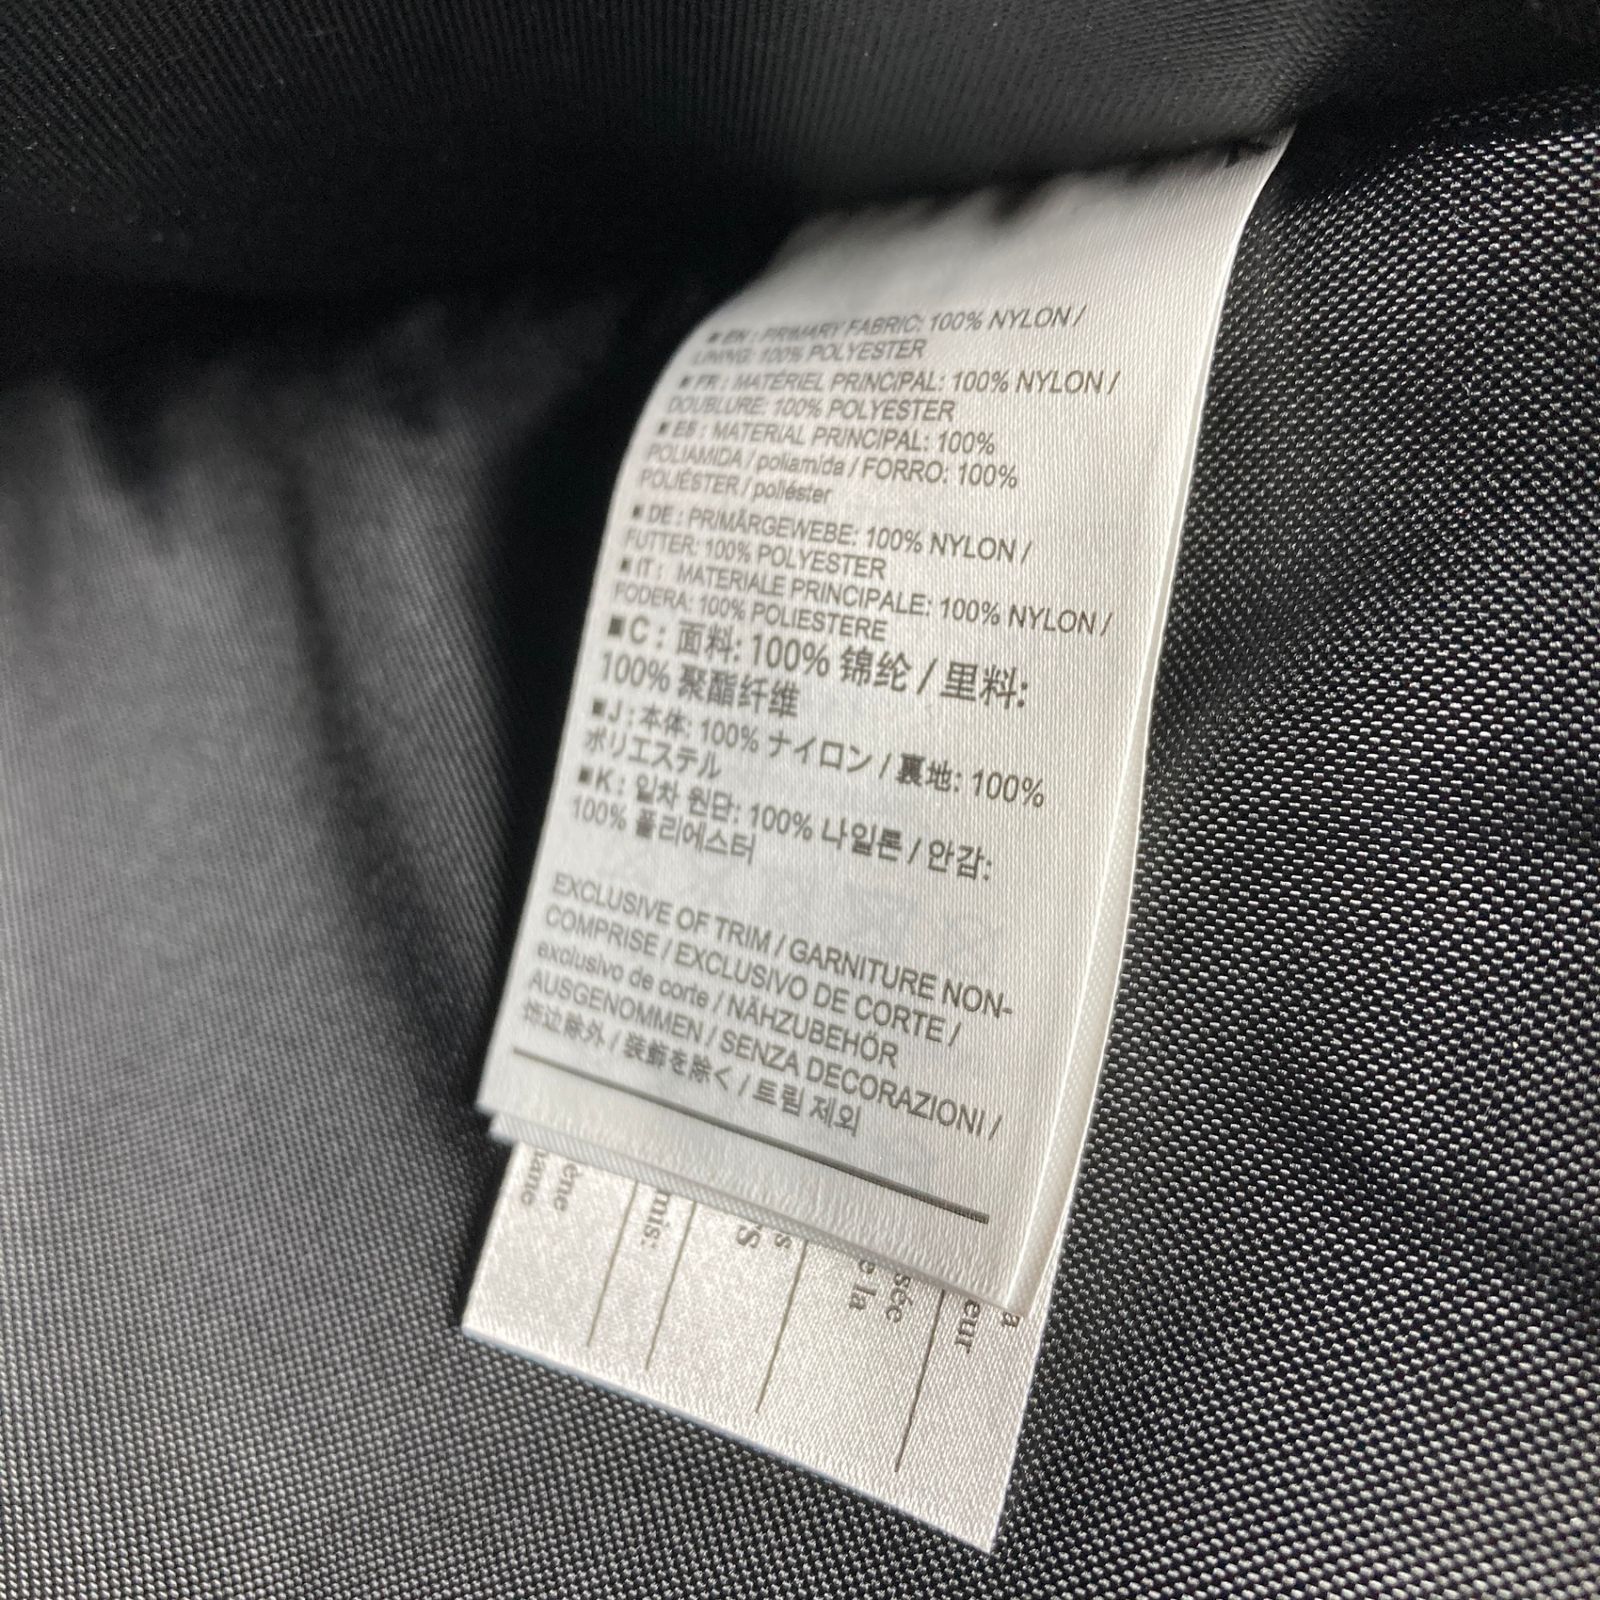 ■ EN : PRIMARY FABRIC: 100% NYLON /
LINING: 100% POLYESTER
■ FR : MATÉRIEL PRINCIPAL: 100% NYLON /
DOUBLURE: 100% POLYESTER
■ ES : MATERIAL PRINCIPAL: 100%
POLIAMIDA / poliamida / FORRO: 100%
POLIÉSTER / poliéster
■ DE : PRIMÄRGEWEBE: 100% NYLON /
FUTTER: 100% POLYESTER
■ IT : MATERIALE PRINCIPALE: 100% NYLON /
FODERA: 100% POLIESTERE
■ C : 面料: 100% 锦纶 / 里料:
100% 聚酯纤维
■ J : 本体: 100% ナイロン / 裏地: 100%
ポリエステル
■ K : 일차 원단: 100% 나일론 / 안감:
100% 폴리에스터
EXCLUSIVE OF TRIM / GARNITURE NON-
COMPRISE / EXCLUSIVO DE CORTE /
exclusivo de corte / NÄHZUBEHÖR
AUSGENOMMEN / SENZA DECORAZIONI /
饰边除外 / 装飾を除く / 트림 제외
a
eur
sée
e la
mis: